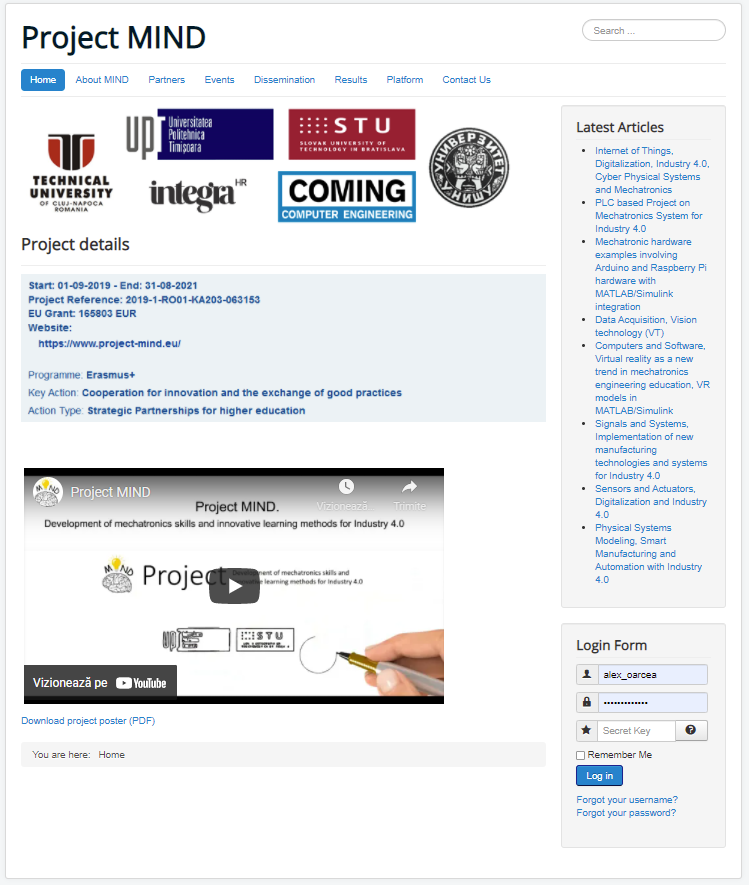 Project MIND
Search ...
Home
About MIND
Partners
Events
Dissemination
Results
Platform
Contact Us
TECHNICAL
UNIVERSITY
OF CLUJ-NAPOCA
ROMANIA
UPT
Universitatea
Politehnica
Timișoara
STU
SLOVAK UNIVERSITY OF
TECHNOLOGY IN BRATISLAVA
integra HR
COMING
COMPUTER ENGINEERING
УНИВЕРЗИТЕТ
У НИШУ
Project details
Start: 01-09-2019 - End: 31-08-2021
Project Reference: 2019-1-RO01-KA203-063153
EU Grant: 165803 EUR
Website:
https://www.project-mind.eu/
Programme: Erasmus+
Key Action: Cooperation for innovation and the exchange of good practices
Action Type: Strategic Partnerships for higher education
Project MIND
Vizionează
Trimite
Project MIND.
Development of mechatronics skills and innovative learning methods for Industry 4.0
MIND
Project
Development of mechatronics skills and
innovative learning methods for Industry 4.0
STU
Vizionează pe YouTube
Download project poster (PDF)
You are here: Home
Latest Articles
Internet of Things,
Digitalization, Industry 4.0,
Cyber Physical Systems
and Mechatronics
PLC based Project on
Mechatronics System for
Industry 4.0
Mechatronic hardware
examples involving
Arduino and Raspberry Pi
hardware with
MATLAB/Simulink
integration
Data Acquisition, Vision
technology (VT)
Computers and Software,
Virtual reality as a new
trend in mechatronics
engineering education, VR
models in
MATLAB/Simulink
Signals and Systems,
Implementation of new
manufacturing
technologies and systems
for Industry 4.0
Sensors and Actuators,
Digitalization and Industry
4.0
Physical Systems
Modeling, Smart
Manufacturing and
Automation with Industry
4.0
Login Form
alex_oarcea
•••••••••••••
Secret Key
Remember Me
Log in
Forgot your username?
Forgot your password?